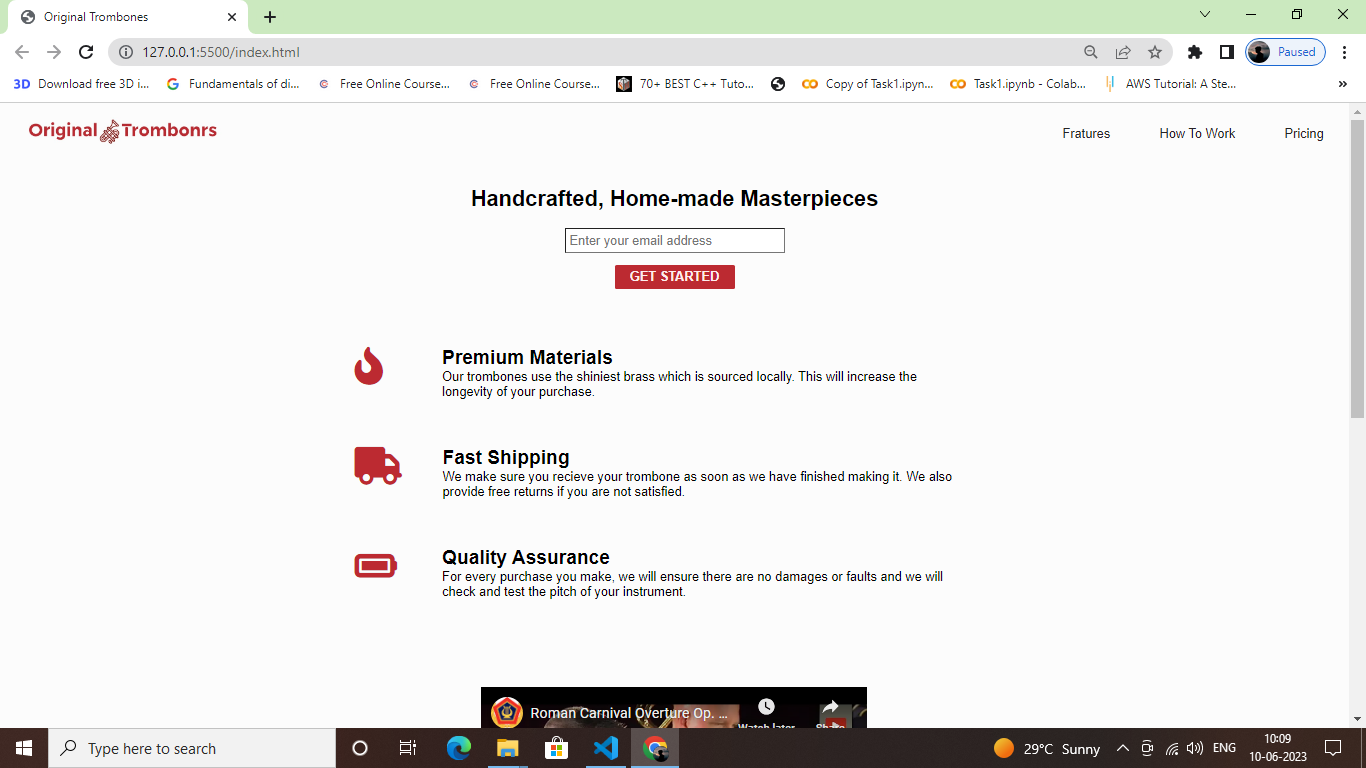 Original Trombones
127.0.0.1:5500/index.html
Paused
3D Download free 3D i...
Fundamentals of di...
Free Online Course...
Free Online Course...
70+ BEST C++ Tuto...
Copy of Task1.ipyn...
Task1.ipynb - Colab...
AWS Tutorial: A Ste...
»
Original Trombonrs
Fratures
How To Work
Pricing
Handcrafted, Home-made Masterpieces
Enter your email address
GET STARTED
Premium Materials
Our trombones use the shiniest brass which is sourced locally. This will increase the
longevity of your purchase.
Fast Shipping
We make sure you recieve your trombone as soon as we have finished making it. We also
provide free returns if you are not satisfied.
Quality Assurance
For every purchase you make, we will ensure there are no damages or faults and we will
check and test the pitch of your instrument.
Roman Carnival Overture Op. ...
Watch later
Share
Type here to search
29°C Sunny
ENG
10:09
10-06-2023